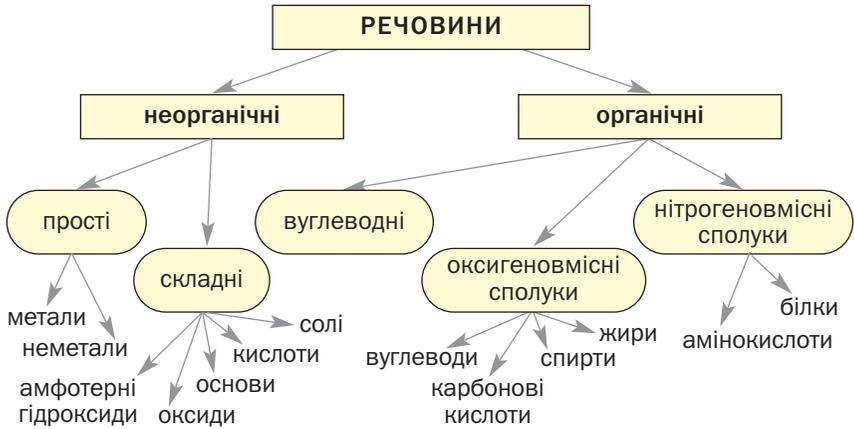 РЕЧОВИНИ
неорганічні
органічні
прості
вуглеводні
нітрогеновмісні
сполуки
складні
оксигеновмісні
сполуки
метали
неметали
солі
кислоти
основи
оксиди
амфотерні
гідроксиди
вуглеводи
карбонові
кислоти
спирти
жири
амінокислоти
білки